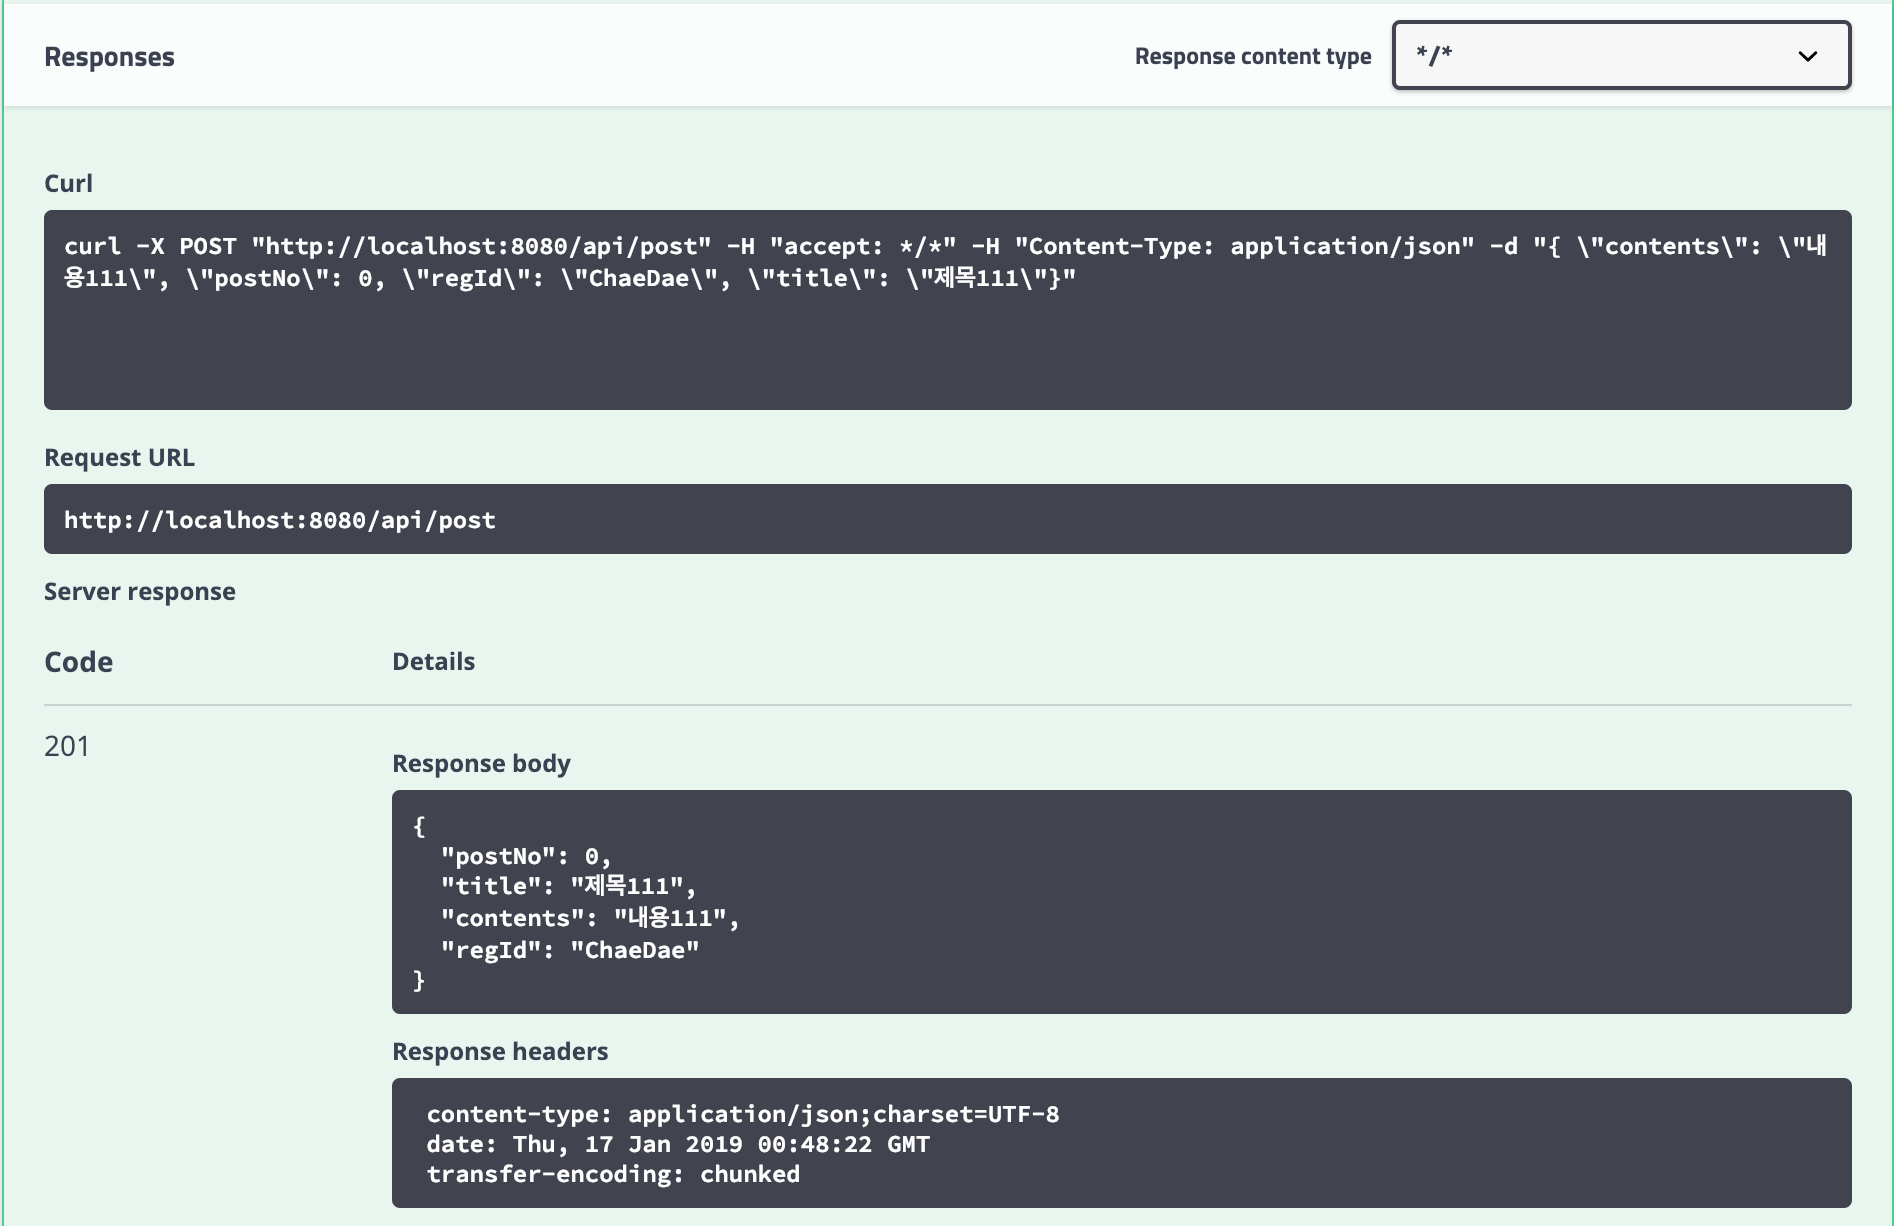 Responses
Response content type
*/*
Curl
curl -X POST "http://localhost:8080/api/post" -H "accept: */*" -H "Content-Type: application/json" -d "{ \"contents\": \"내
용111\", \"postNo\": 0, \"regId\": \"ChaeDae\", \"title\": \"제목111\"}"
Request URL
http://localhost:8080/api/post
Server response
Code
Details
201
Response body
{
  "postNo": 0,
  "title": "제목111",
  "contents": "내용111",
  "regId": "ChaeDae"
}
Response headers
content-type: application/json;charset=UTF-8
date: Thu, 17 Jan 2019 00:48:22 GMT
transfer-encoding: chunked